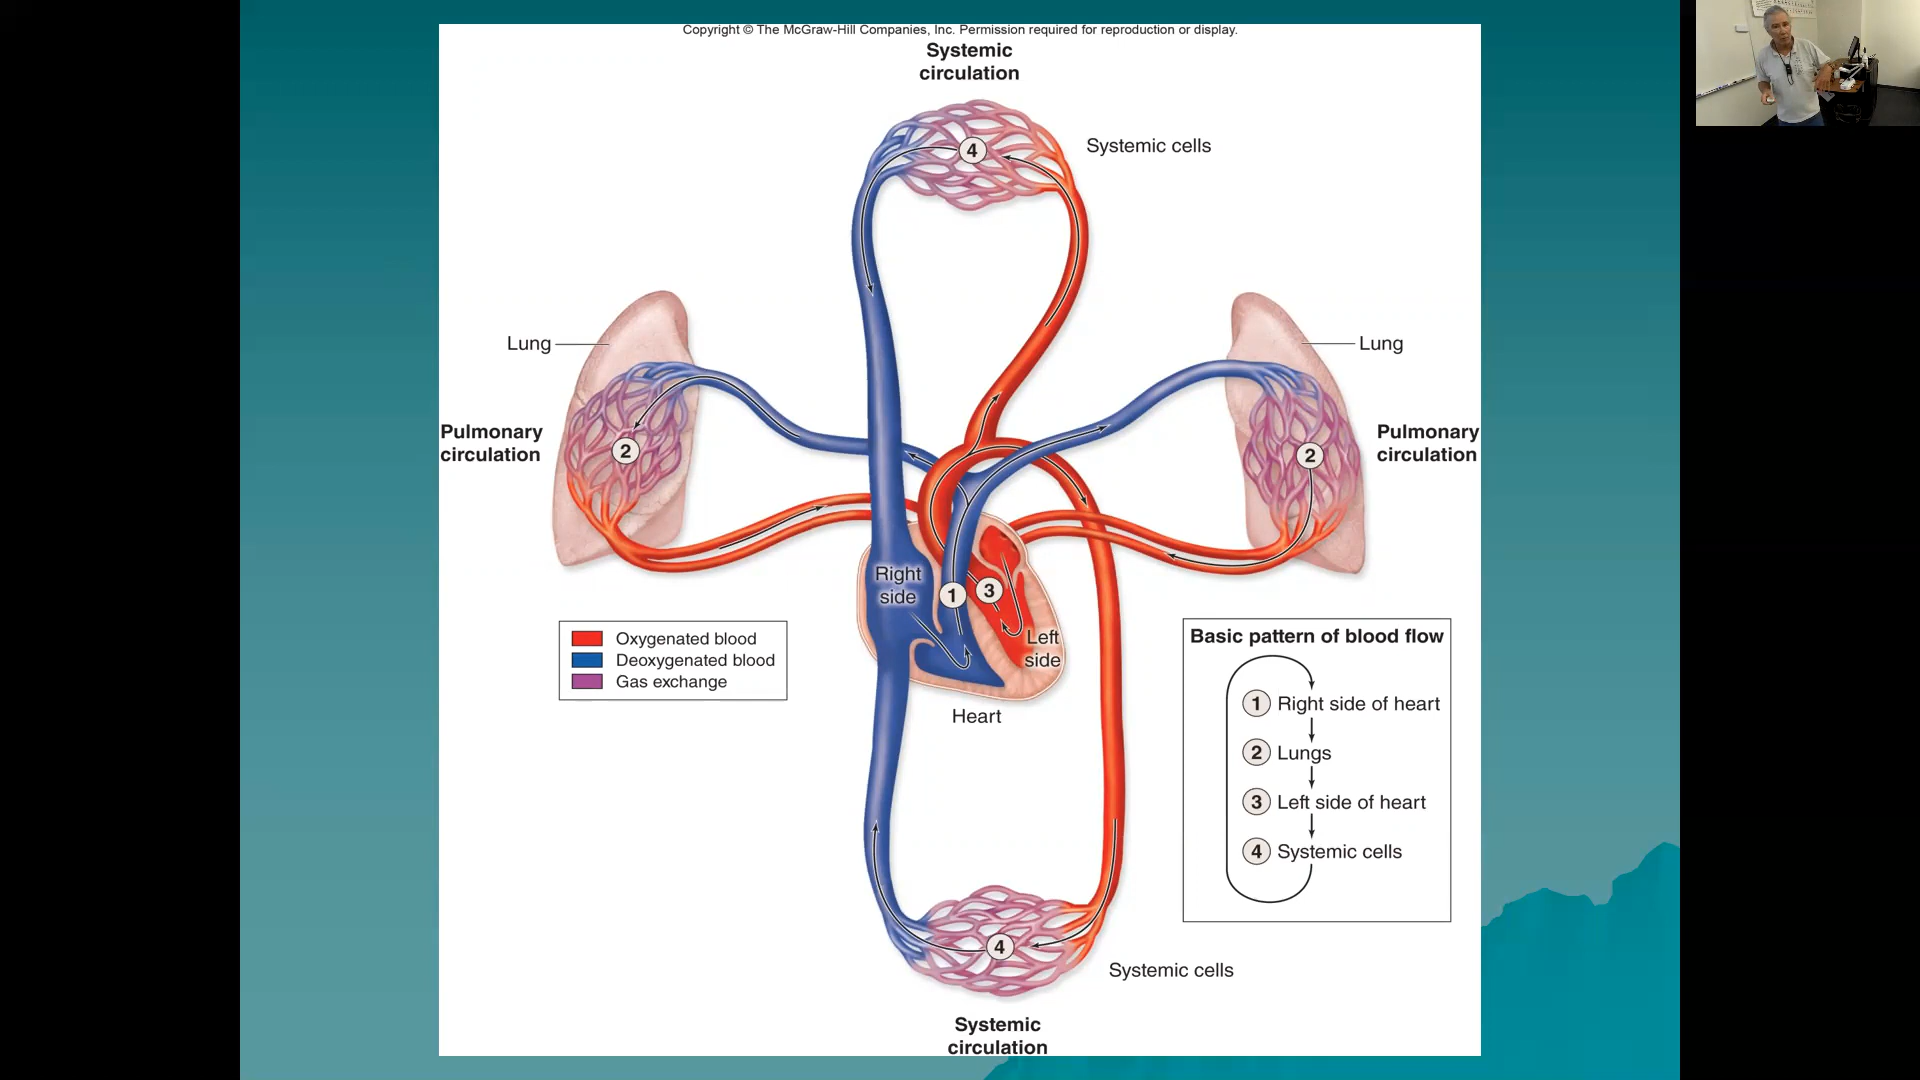 Copyright © The McGraw-Hill Companies, Inc. Permission required for reproduction or display.
Systemic
circulation
4
Systemic cells
Lung
Lung
Pulmonary
circulation
2
2
Pulmonary
circulation
Right
side
1
3
Left
side
Heart
Oxygenated blood
Deoxygenated blood
Gas exchange
Basic pattern of blood flow
1 Right side of heart
2 Lungs
3 Left side of heart
4 Systemic cells
4
Systemic cells
Systemic
circulation